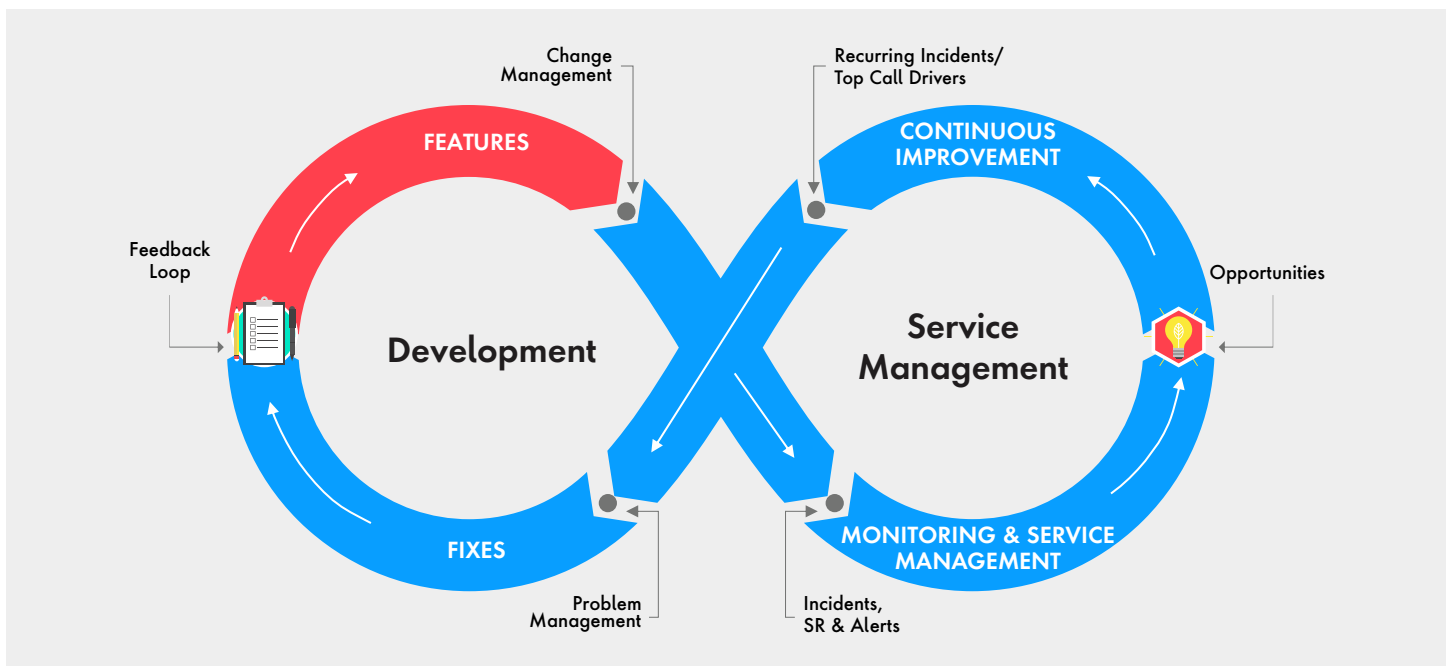 Change
Management
Recurring Incidents/
Top Call Drivers
FEATURES
CONTINUOUS
IMPROVEMENT
Feedback
Loop
Opportunities
Development
Service
Management
FIXES
MONITORING & SERVICE
MANAGEMENT
Problem
Management
Incidents,
SR & Alerts